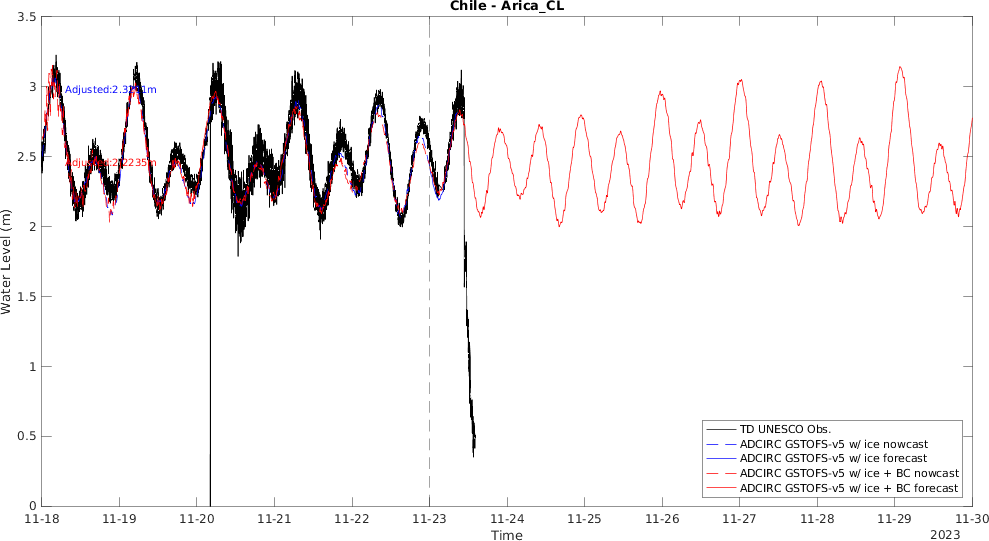 Chile - Arica_CL
3.5
3
2.5
2
1.5
1
0.5
0
Water Level (m)
11-18
11-19
11-20
11-21
11-22
11-23
11-24
11-25
11-26
11-27
11-28
11-29
11-30
Time
2023
TD UNESCO Obs.
ADCIRC GSTOFS-v5 w/ ice nowcast
ADCIRC GSTOFS-v5 w/ ice forecast
ADCIRC GSTOFS-v5 w/ ice + BC nowcast
ADCIRC GSTOFS-v5 w/ ice + BC forecast